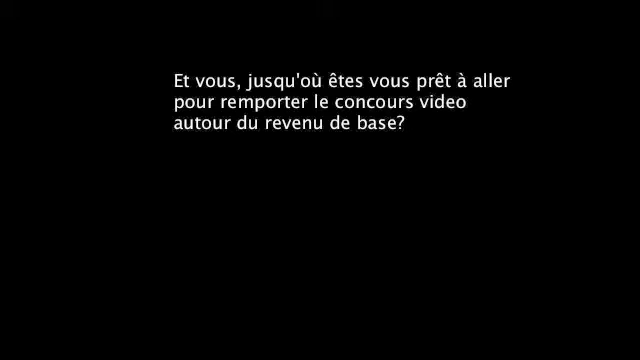 Et vous, jusqu'où êtes vous prêt à aller
pour remporter le concours video
autour du revenu de base?